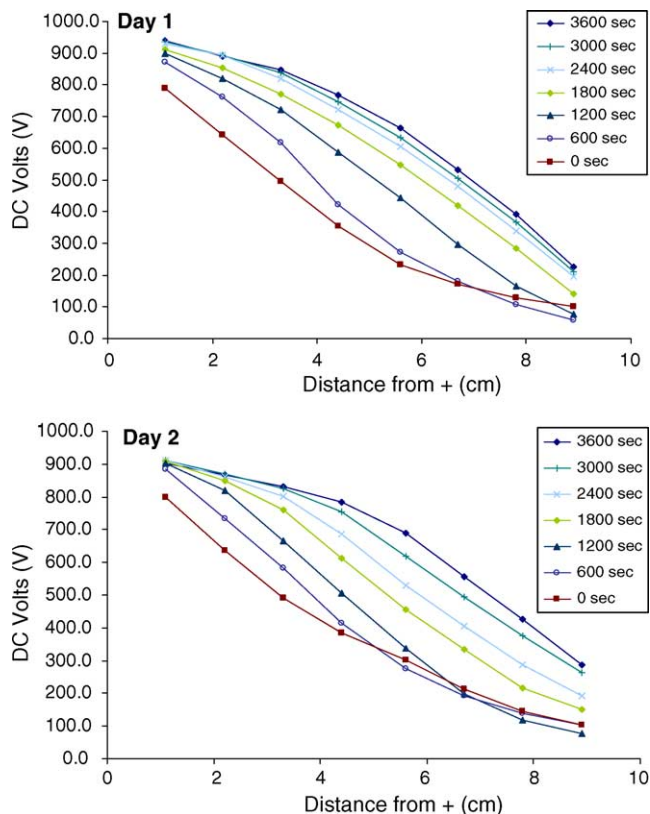 Day 1
1000.0
900.0
800.0
700.0
600.0
500.0
400.0
300.0
200.0
100.0
0.0
DC Volts (V)
0 2 4 6 8 10
Distance from + (cm)
3600 sec
3000 sec
2400 sec
1800 sec
1200 sec
600 sec
0 sec
Day 2
1000.0
900.0
800.0
700.0
600.0
500.0
400.0
300.0
200.0
100.0
0.0
DC Volts (V)
0 2 4 6 8 10
Distance from + (cm)
3600 sec
3000 sec
2400 sec
1800 sec
1200 sec
600 sec
0 sec